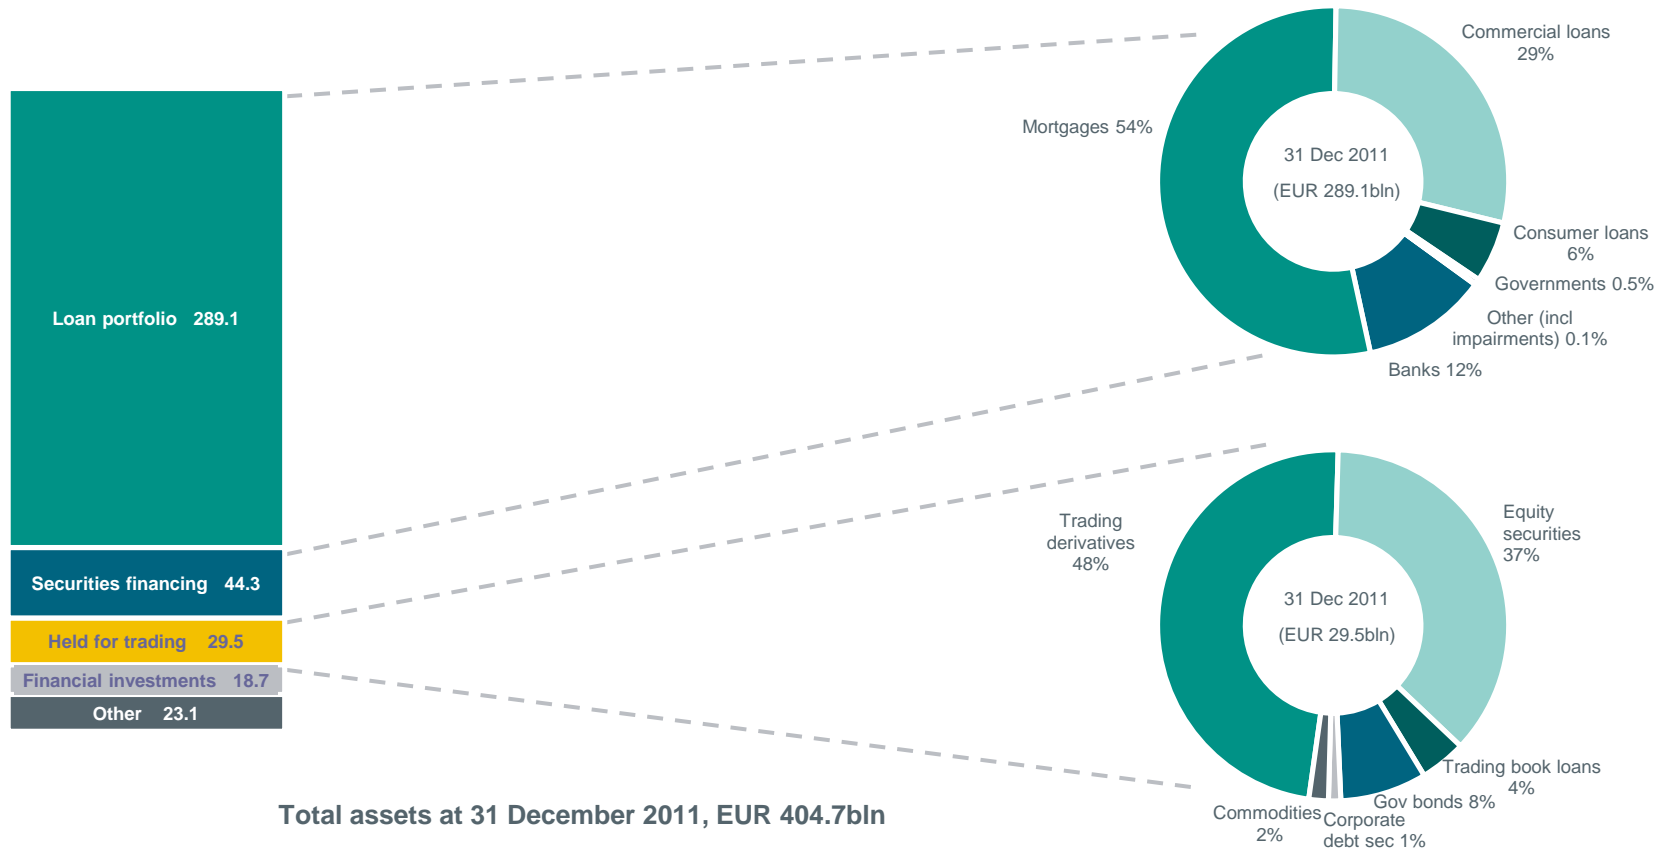 Loan portfolio 289.1
Securities financing 44.3
Held for trading 29.5
Financial investments 18.7
Other 23.1
Total assets at 31 December 2011, EUR 404.7bln
Commercial loans
29%
Mortgages 54%
31 Dec 2011
(EUR 289.1bln)
Consumer loans
6%
Governments 0.5%
Other (incl
impairments) 0.1%
Banks 12%
Trading
derivatives
48%
Equity
securities
37%
31 Dec 2011
(EUR 29.5bln)
Trading book loans
4%
Gov bonds 8%
Corporate
debt sec 1%
Commodities
2%